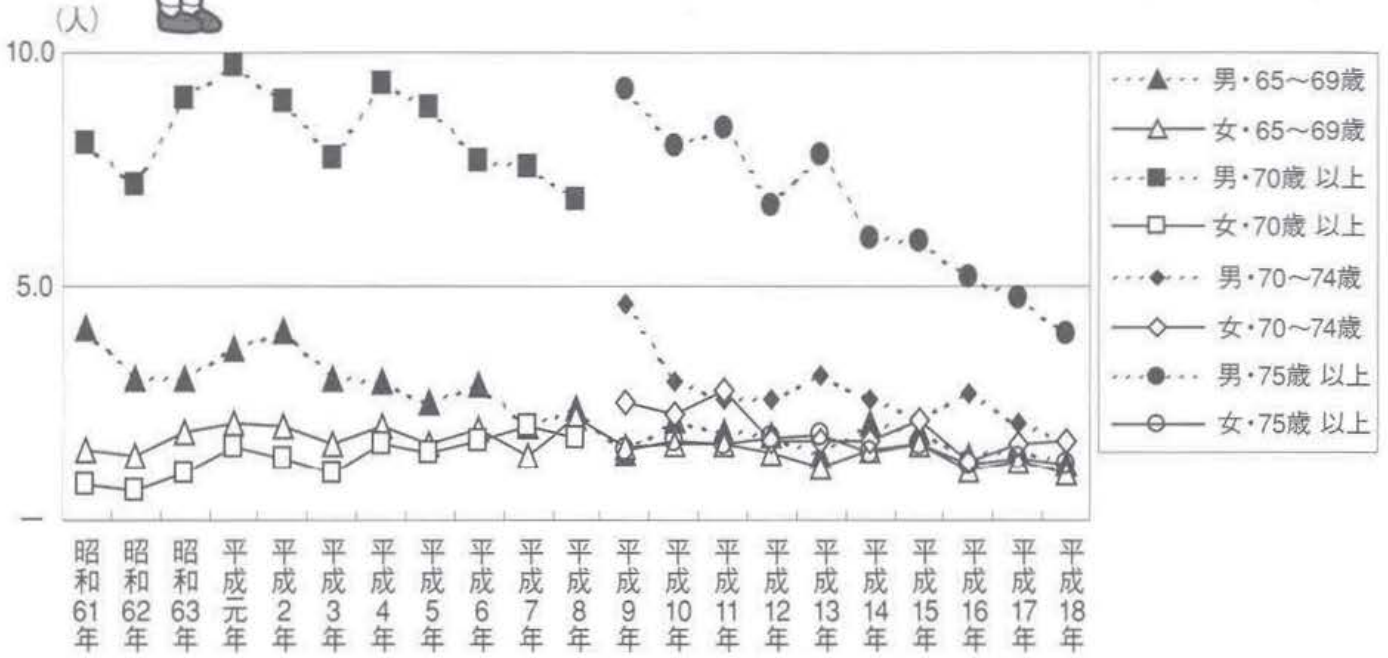 (人)
10.0
5.0
—
昭和61年
昭和62年
昭和63年
平成元年
平成2年
平成3年
平成4年
平成5年
平成6年
平成7年
平成8年
平成9年
平成10年
平成11年
平成12年
平成13年
平成14年
平成15年
平成16年
平成17年
平成18年
男・65〜69歳
女・65〜69歳
男・70歳 以上
女・70歳 以上
男・70〜74歳
女・70〜74歳
男・75歳 以上
女・75歳 以上